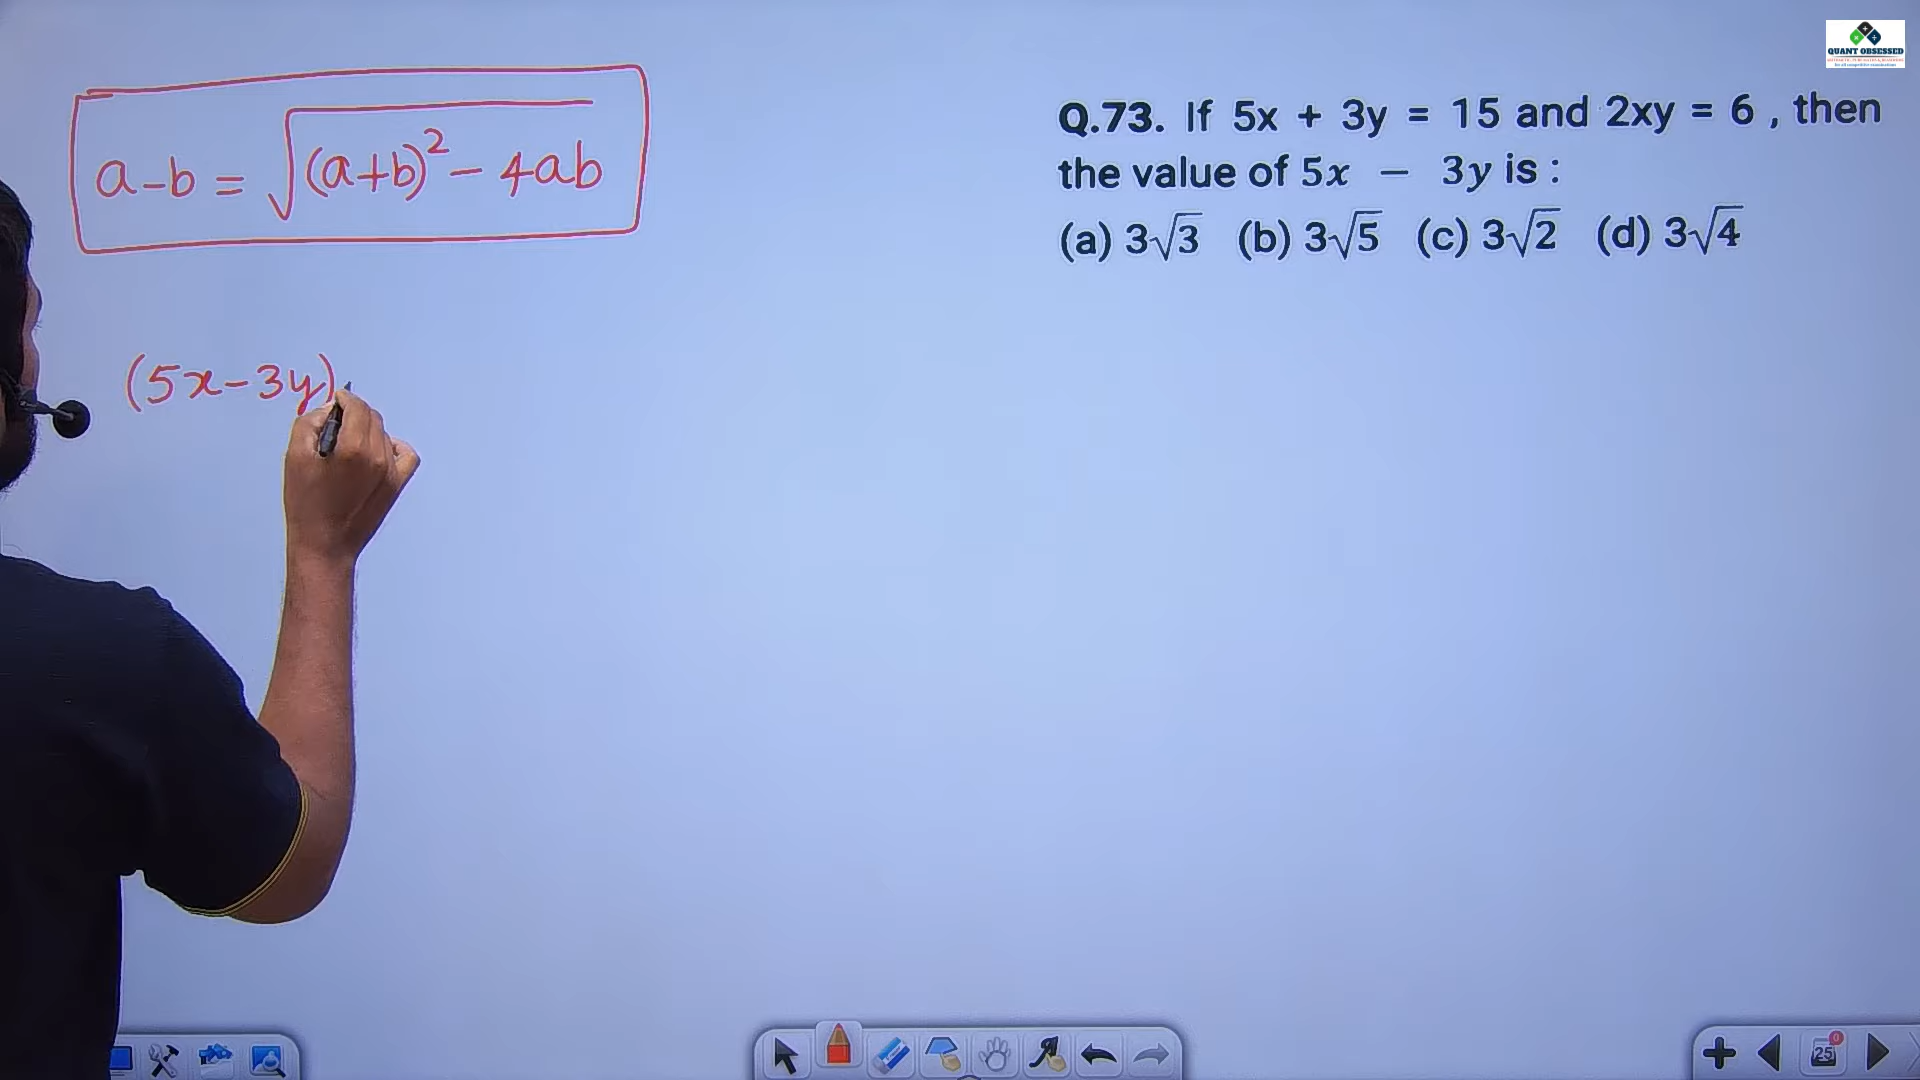 QUANT OBSESSED
a-b = √(a+b)² - 4ab
Q.73. If 5x + 3y = 15 and 2xy = 6 , then
the value of 5x − 3y is :
(a) 3√3 (b) 3√5 (c) 3√2 (d) 3√4
(5x-3y)
25
0